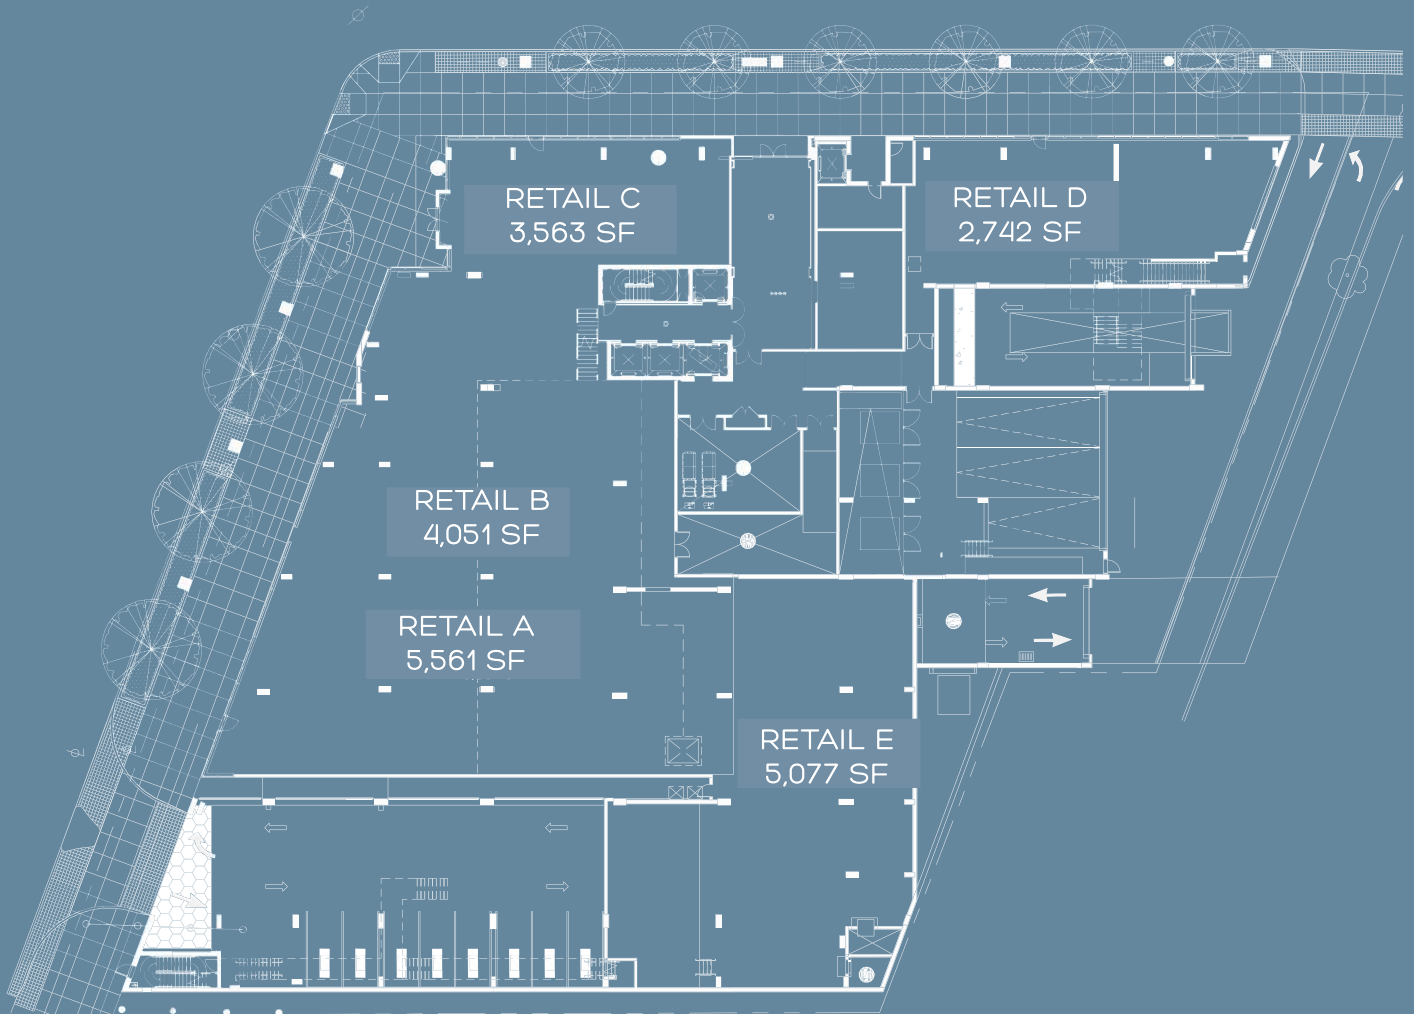 RETAIL C
3,563 SF
RETAIL D
2,742 SF
RETAIL B
4,051 SF
RETAIL A
5,561 SF
RETAIL E
5,077 SF